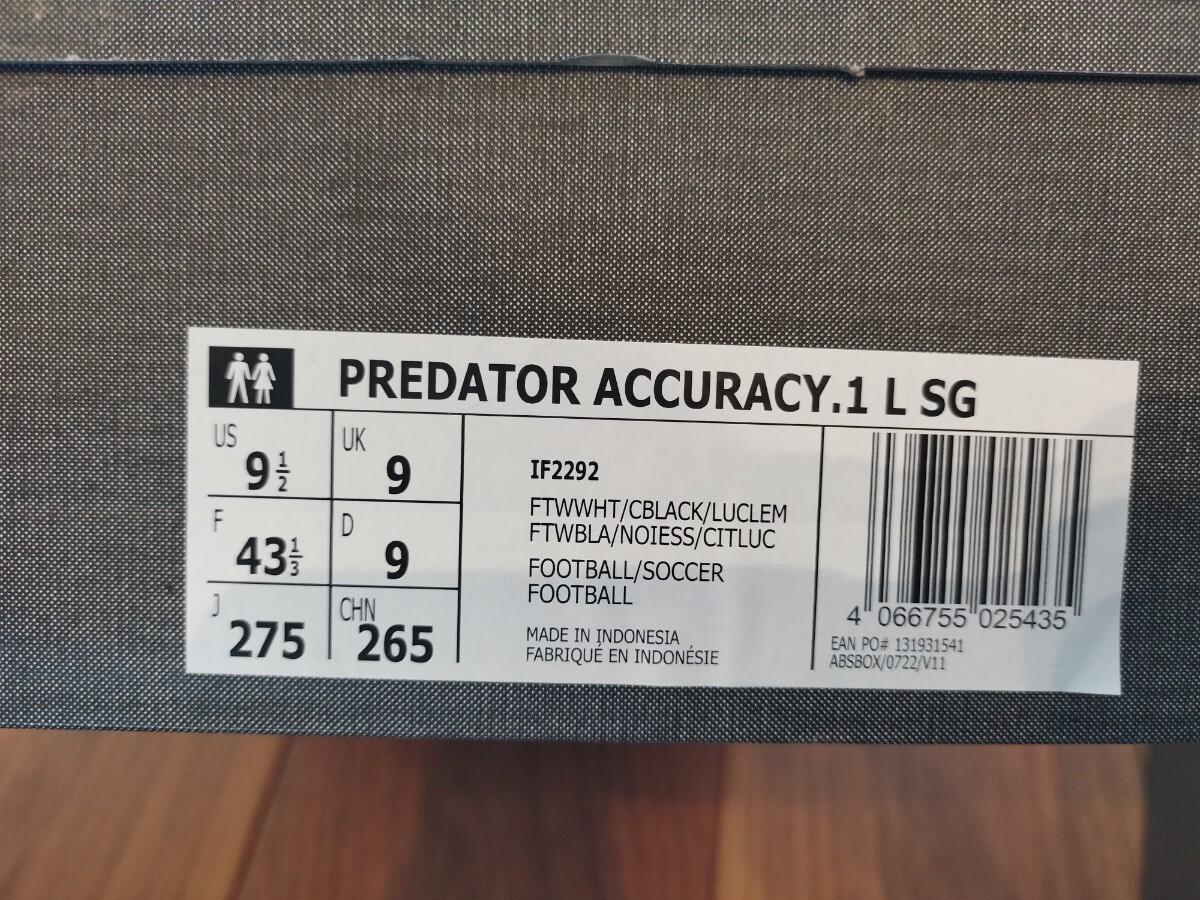 PREDATOR ACCURACY.1 L SG
US
9 1/2
UK
9
F
43 1/3
D
9
J
275
CHN
265
IF2292
FTWWHT/CBLACK/LUCLEM
FTWBLA/NOIESS/CITLUC
FOOTBALL/SOCCER
FOOTBALL
MADE IN INDONESIA
FABRIQUÉ EN INDONÉSIE
4 066755 025435
EAN PO# 131931541
ABSBOX/0722/V11